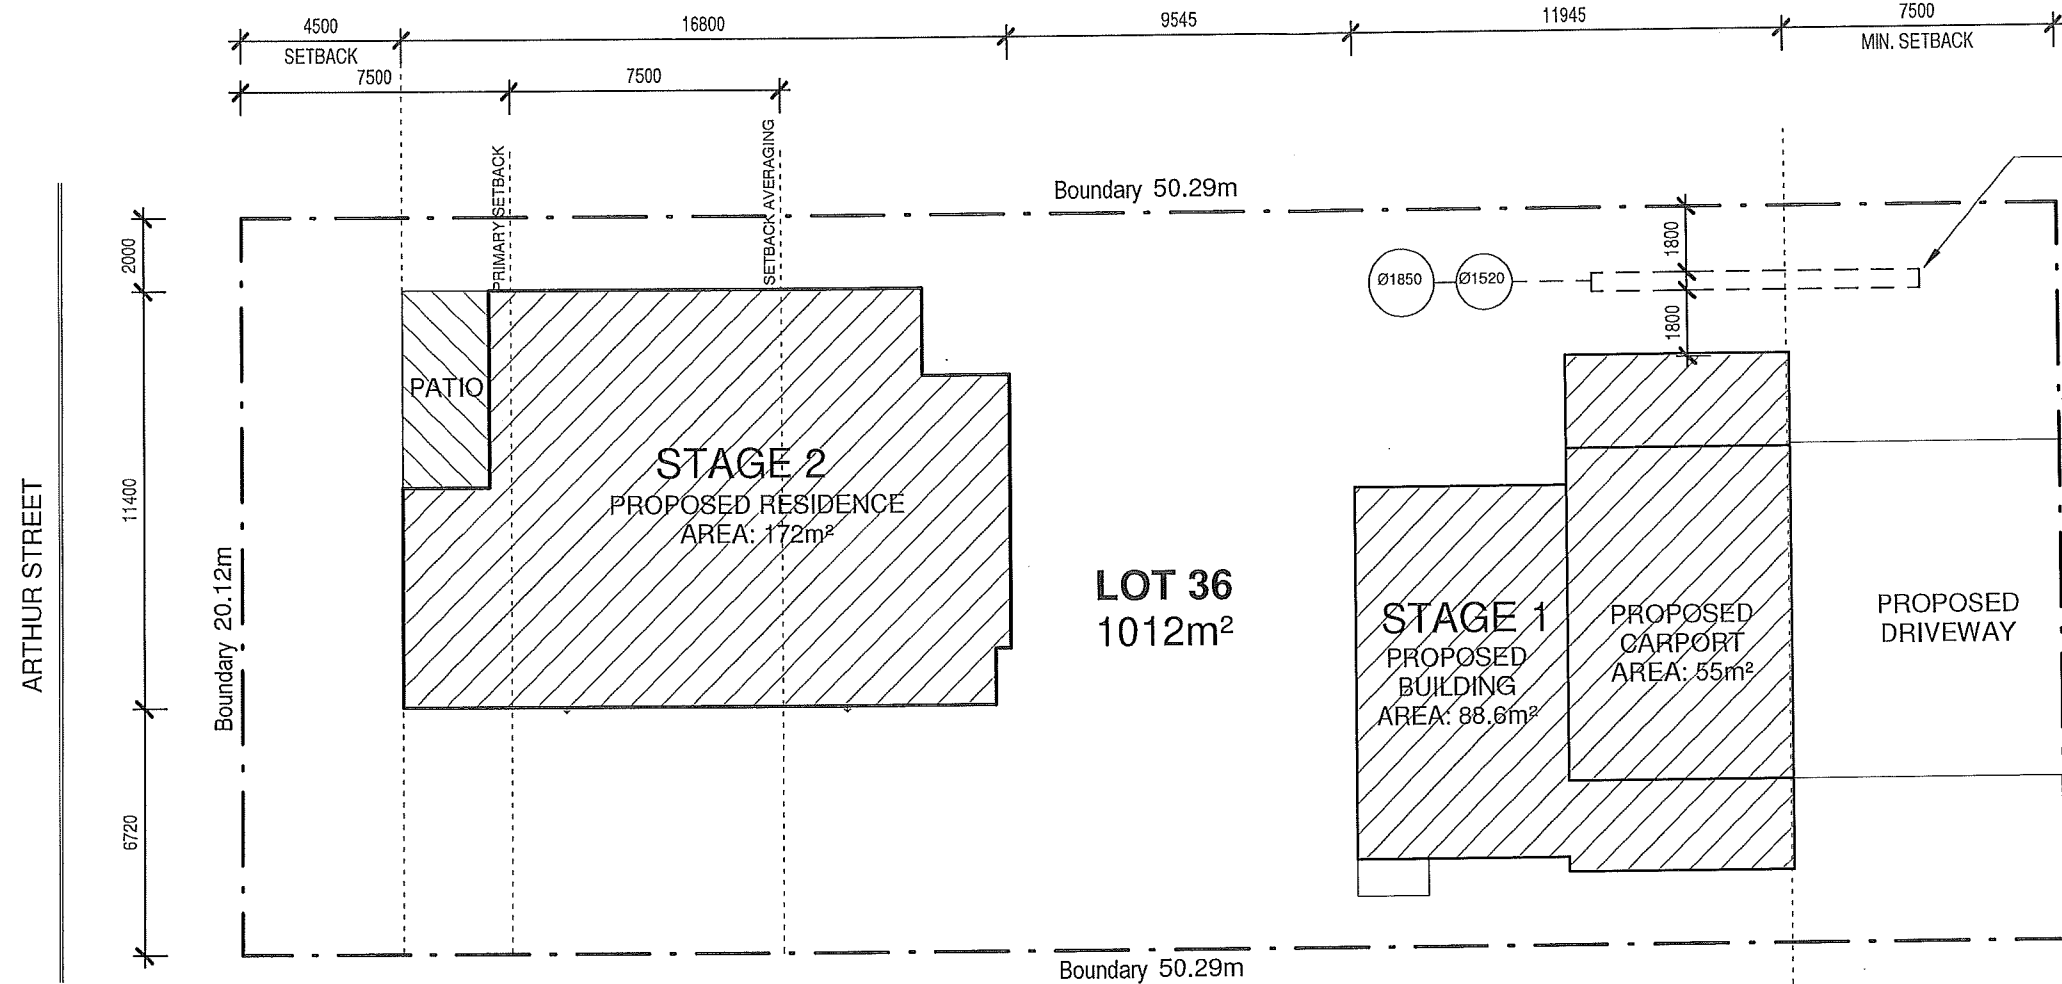 4500
16800
9545
11945
7500
SETBACK
MIN. SETBACK
7500
7500
PRIMARY SETBACK
SETBACK AVERAGING
Boundary 50.29m
2000
1800
Ø1850
Ø1520
1800
PATIO
STAGE 2
PROPOSED RESIDENCE
AREA: 172m²
ARTHUR STREET
11400
Boundary 20.12m
LOT 36
1012m²
STAGE 1
PROPOSED
BUILDING
AREA: 88.6m²
PROPOSED
CARPORT
AREA: 55m²
PROPOSED
DRIVEWAY
6720
Boundary 50.29m